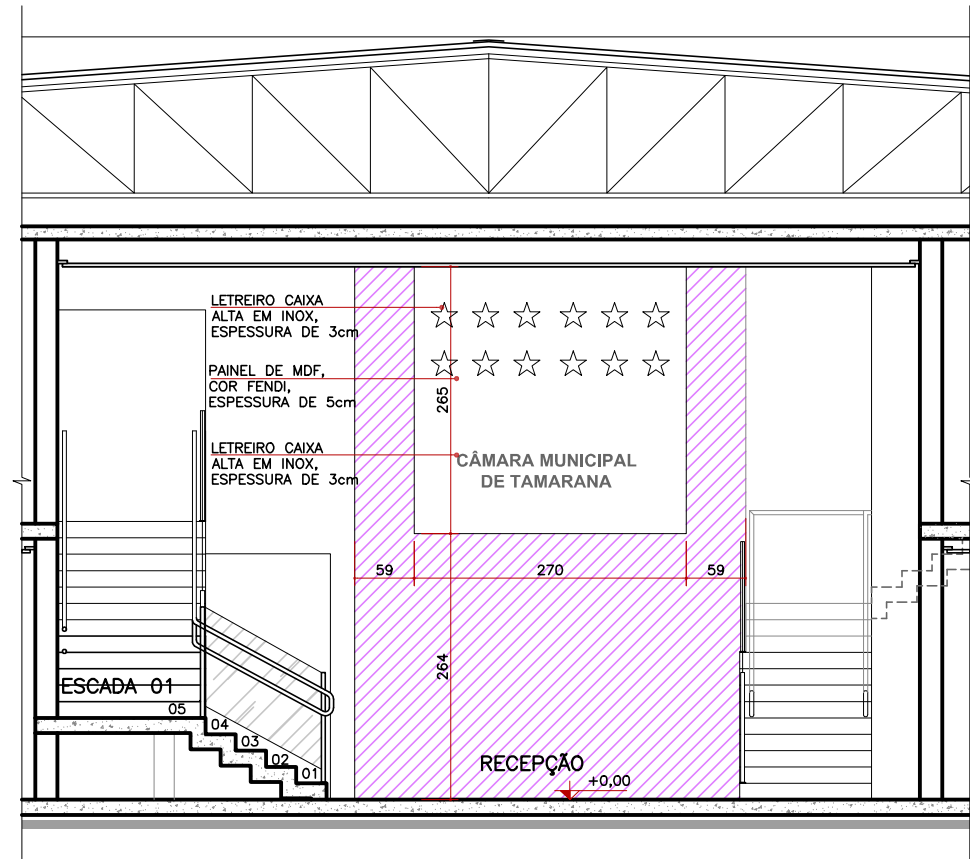 LETREIRO CAIXA
ALTA EM INOX,
ESPESSURA DE 3cm
PAINEL DE MDF,
COR FENDI,
ESPESSURA DE 5cm
265
LETREIRO CAIXA
ALTA EM INOX,
ESPESSURA DE 3cm
CÂMARA MUNICIPAL
DE TAMARANA
59
270
59
264
ESCADA 01
05
04
03
02
01
RECEPÇÃO
+0,00